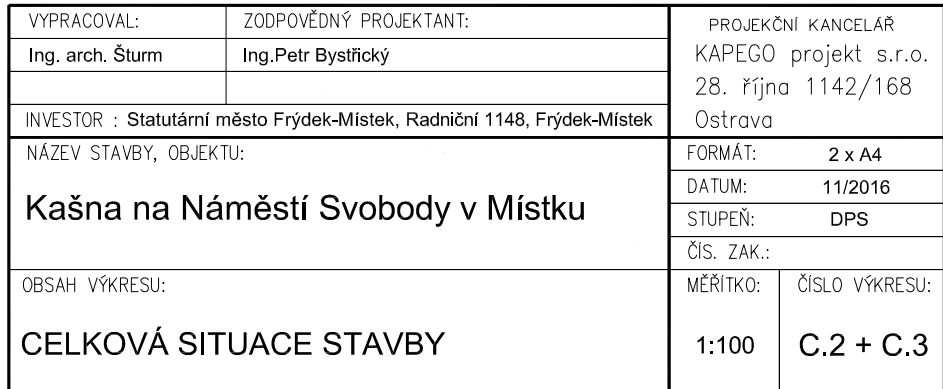 VYPRACOVAL: ZODPOVĚDNÝ PROJEKTANT:
Ing. arch. Šturm Ing.Petr Bystřický
INVESTOR : Statutární město Frýdek-Místek, Radniční 1148, Frýdek-Místek
PROJEKČNÍ KANCELÁŘ
KAPEGO projekt s.r.o.
28. října 1142/168
Ostrava
NÁZEV STAVBY, OBJEKTU:
Kašna na Náměstí Svobody v Místku
FORMÁT: 2 x A4
DATUM: 11/2016
STUPEŇ: DPS
ČÍS. ZAK.:
OBSAH VÝKRESU:
CELKOVÁ SITUACE STAVBY
MĚŘÍTKO: ČÍSLO VÝKRESU:
1:100 C.2 + C.3